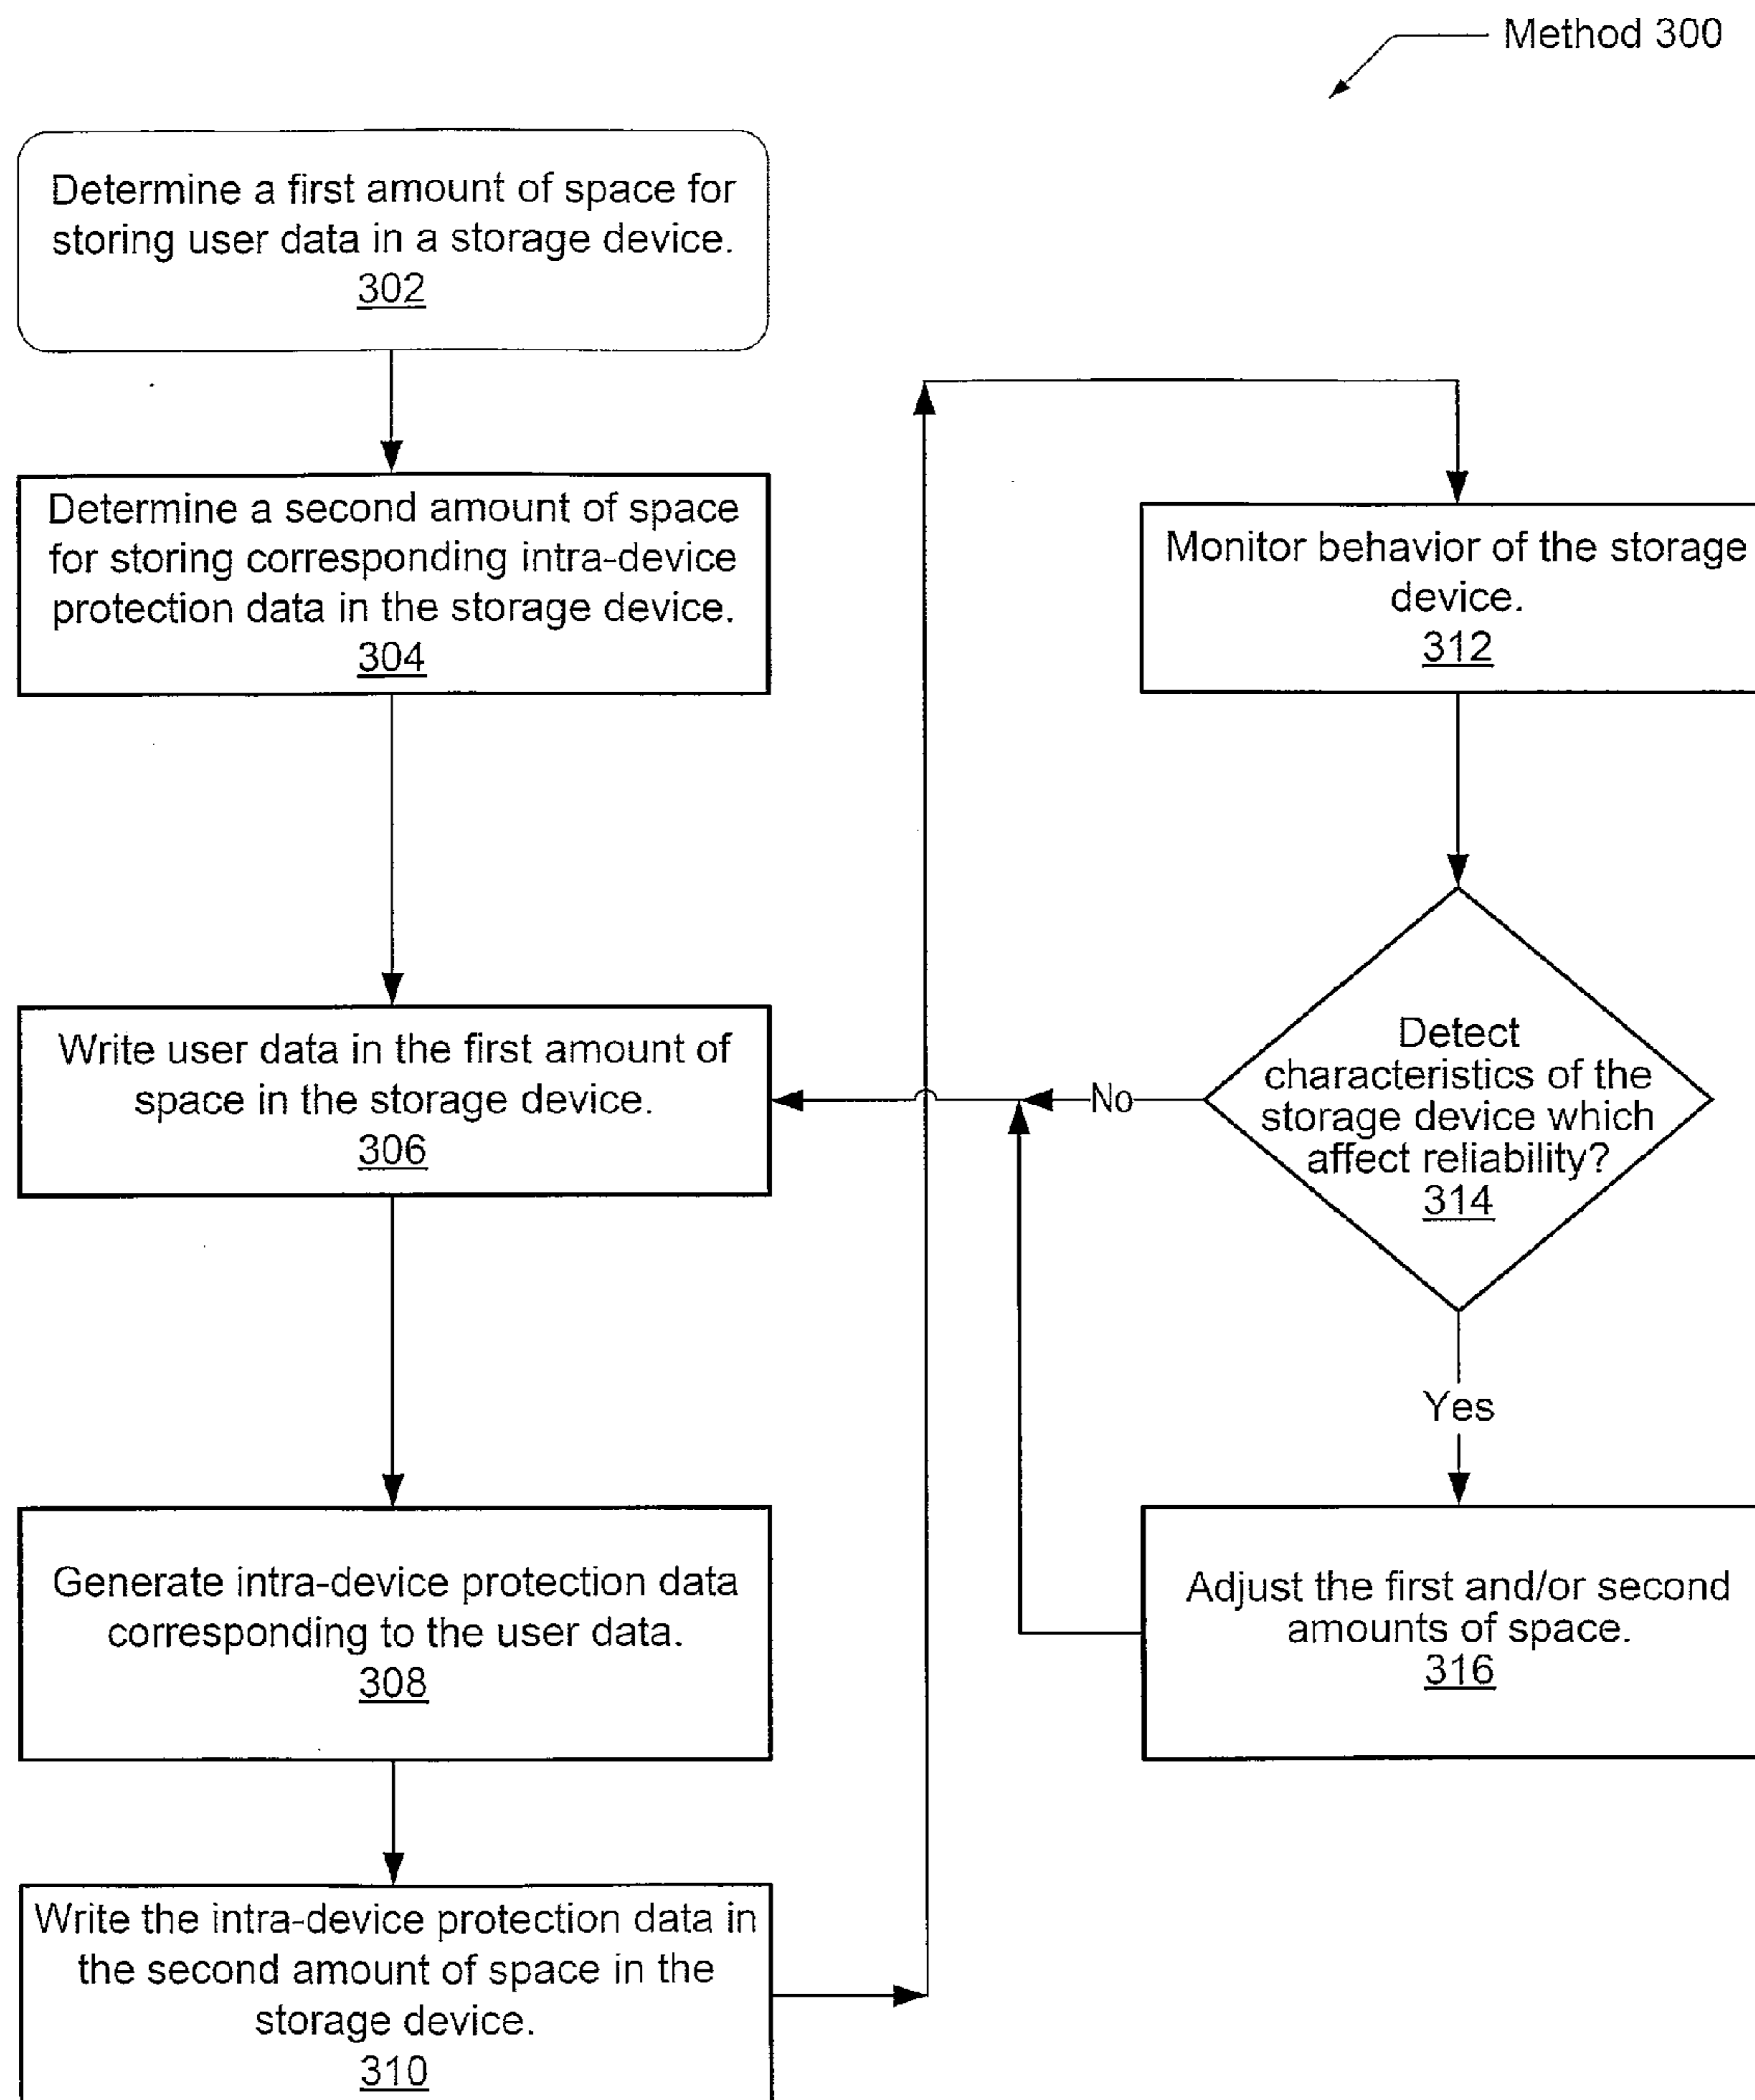 Method 300
Determine a first amount of space for
storing user data in a storage device.
302
Determine a second amount of space
for storing corresponding intra-device
protection data in the storage device.
304
Write user data in the first amount of
space in the storage device.
306
Generate intra-device protection data
corresponding to the user data.
308
Write the intra-device protection data in
the second amount of space in the
storage device.
310
Monitor behavior of the storage
device.
312
Detect
characteristics of the
storage device which
affect reliability?
314
No
Yes
Adjust the first and/or second
amounts of space.
316